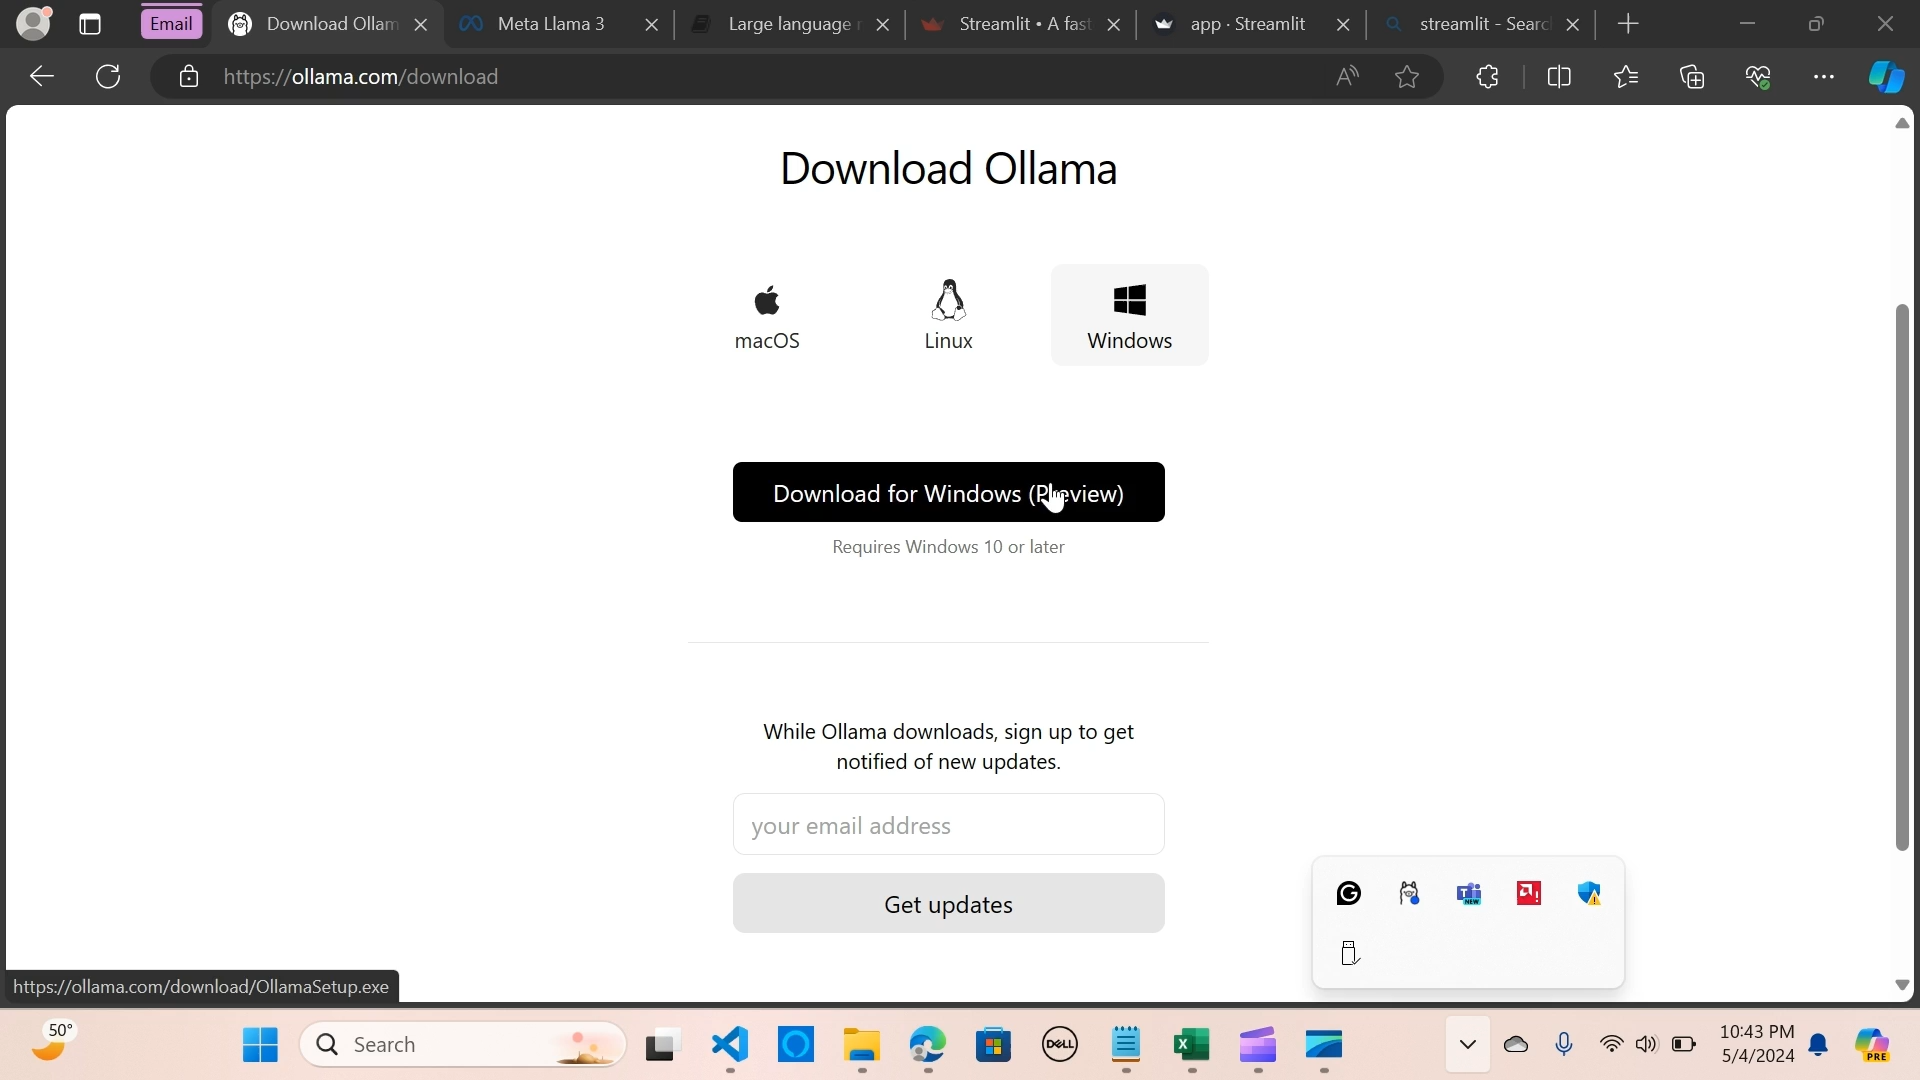 Email
Download Ollam
Meta Llama 3
Large language
Streamlit • A fast
app · Streamlit
streamlit - Searc
https://ollama.com/download
Download Ollama
macOS
Linux
Windows
Download for Windows (Preview)
Requires Windows 10 or later
While Ollama downloads, sign up to get
notified of new updates.
your email address
Get updates
https://ollama.com/download/OllamaSetup.exe
50°
Search
DELL
10:43 PM
5/4/2024
PRE